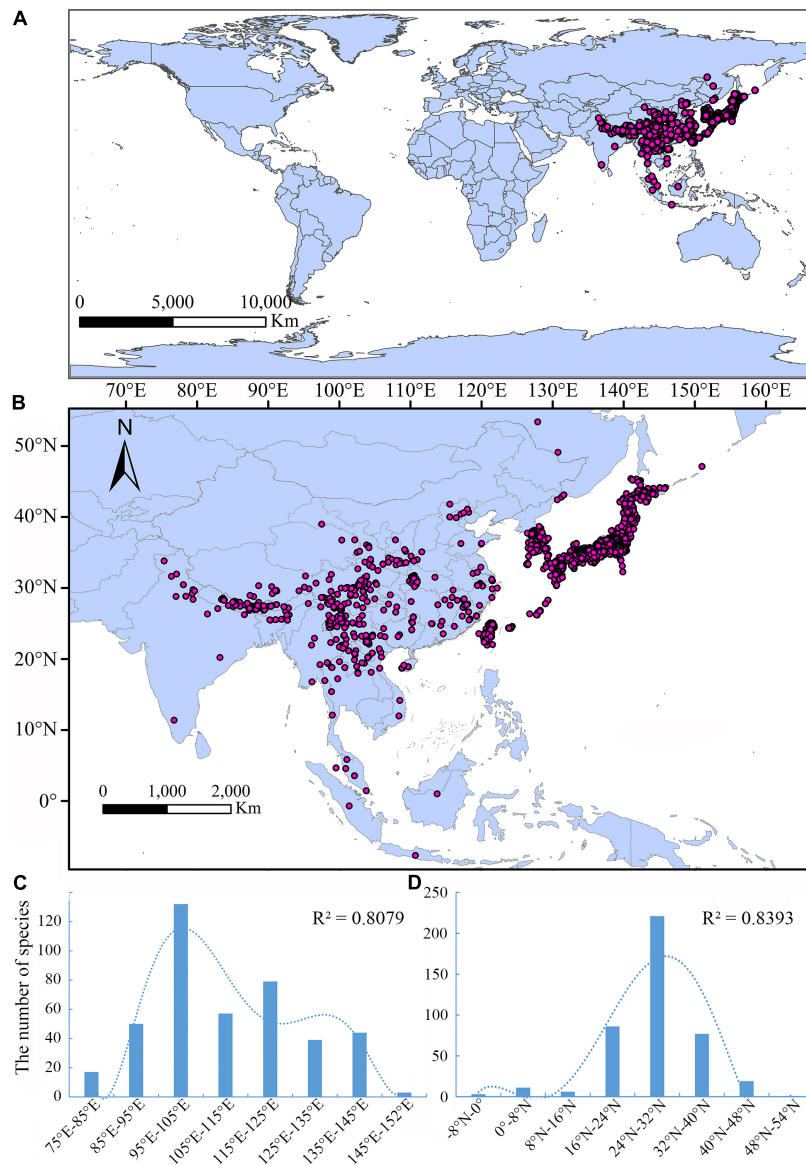 A
0 5,000 10,000
Km
70°E 80°E 90°E 100°E 110°E 120°E 130°E 140°E 150°E 160°E
B
N
50°N
40°N
30°N
20°N
10°N
0°
0 1,000 2,000
Km
C
The number of species
120
100
80
60
40
20
0
R² = 0.8079
75°E-85°E
85°E-95°E
95°E-105°E
105°E-115°E
115°E-125°E
125°E-135°E
135°E-145°E
145°E-152°E
D
250
200
150
100
50
0
R² = 0.8393
-8°N-0°
0°-8°N
8°N-16°N
16°N-24°N
24°N-32°N
32°N-40°N
40°N-48°N
48°N-54°N